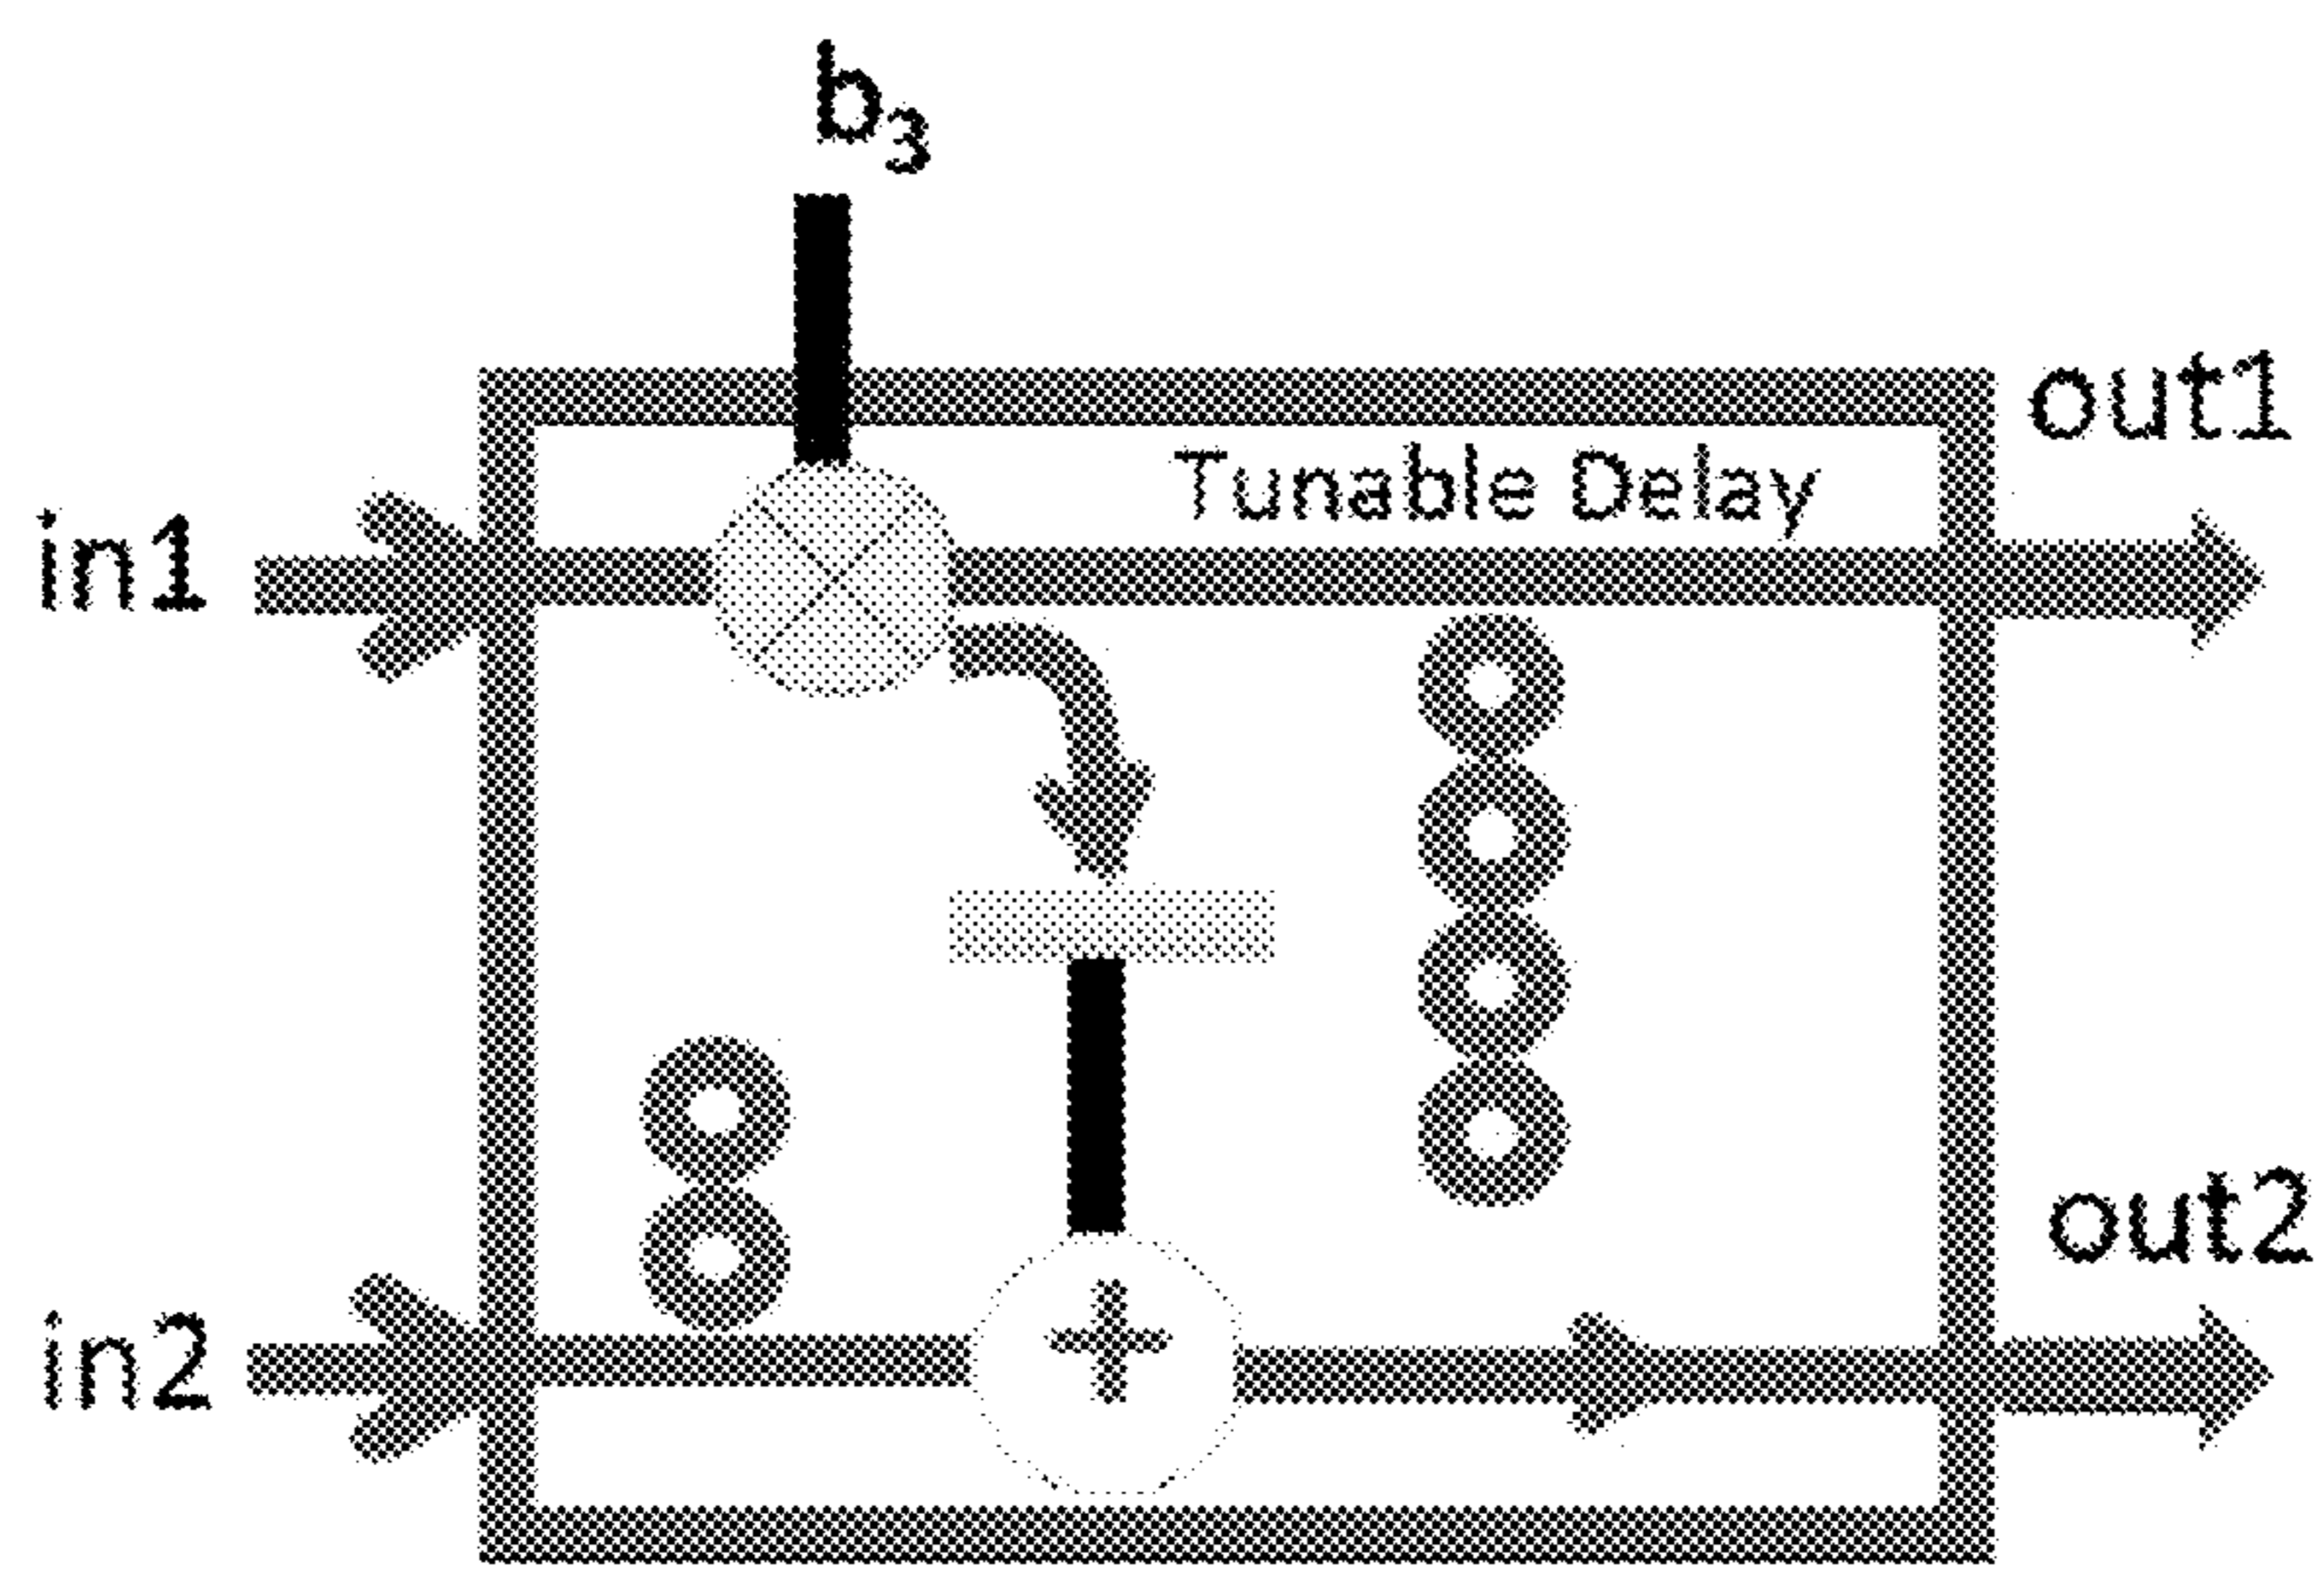 b₃
out1
Tunable Delay
in1
+
out2
in2